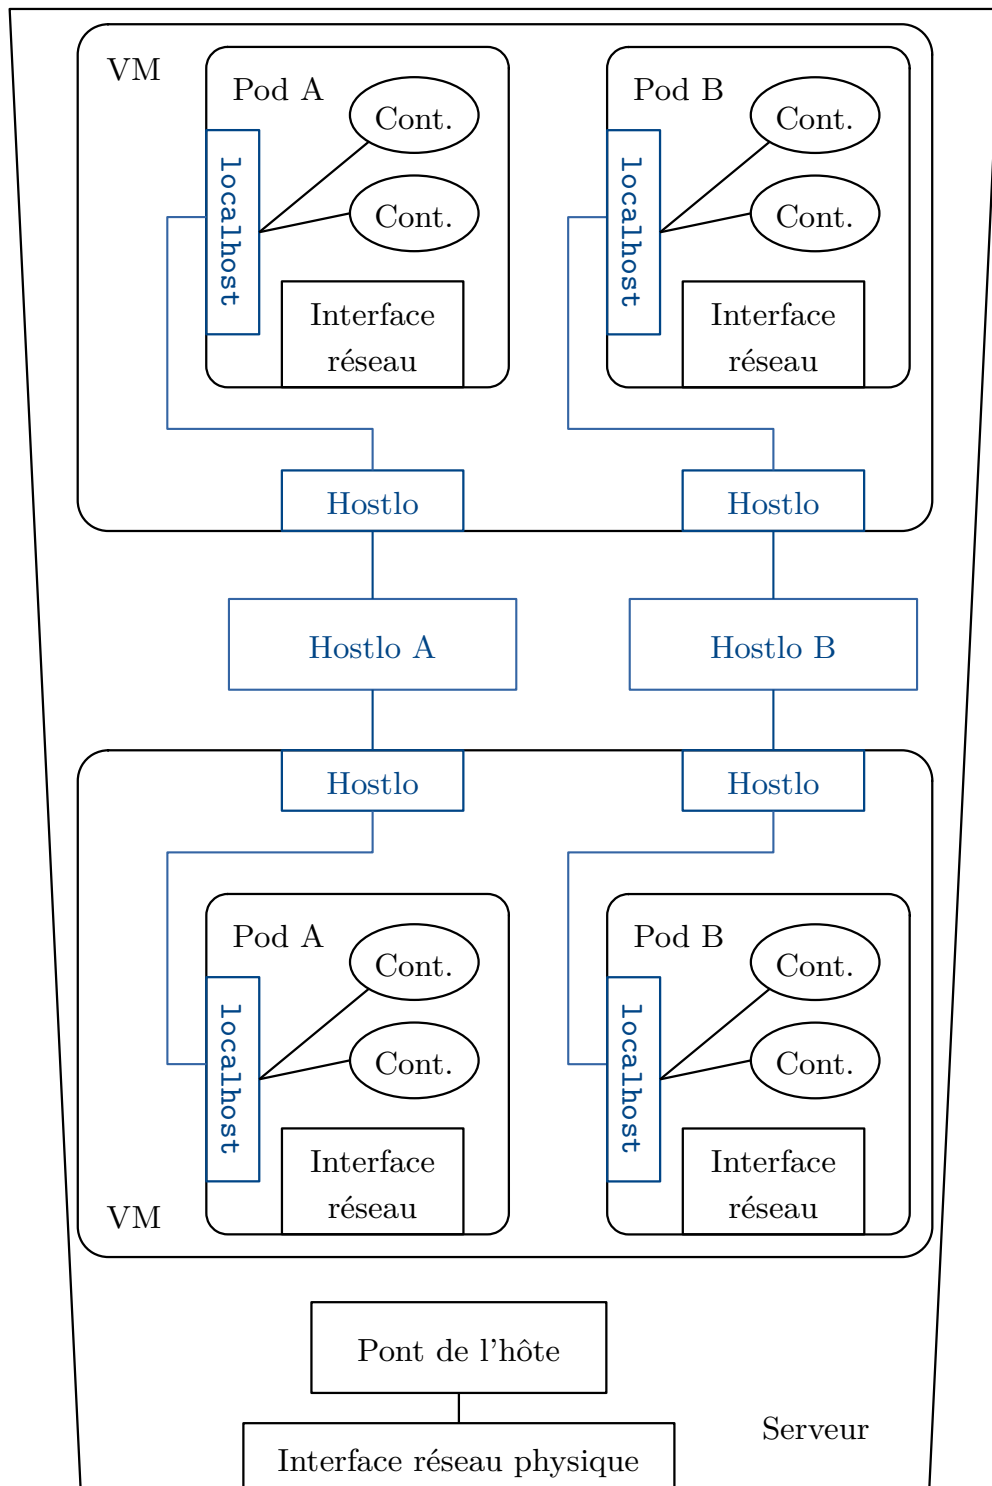 VM
Pod A
Cont.
localhost
Cont.
Interface
réseau
Pod B
Cont.
localhost
Cont.
Interface
réseau
Hostlo
Hostlo
Hostlo A
Hostlo B
Hostlo
Hostlo
Pod A
Cont.
localhost
Cont.
Interface
réseau
Pod B
Cont.
localhost
Cont.
Interface
réseau
VM
Pont de l'hôte
Serveur
Interface réseau physique